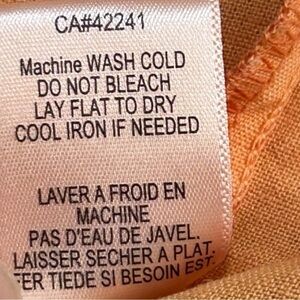 CA#42241
Machine WASH COLD
DO NOT BLEACH
LAY FLAT TO DRY
COOL IRON IF NEEDED
LAVER A FROID EN
MACHINE
PAS D'EAU DE JAVEL.
LAISSER SECHER A PLAT.
FER TIEDE SI BESOIN EST